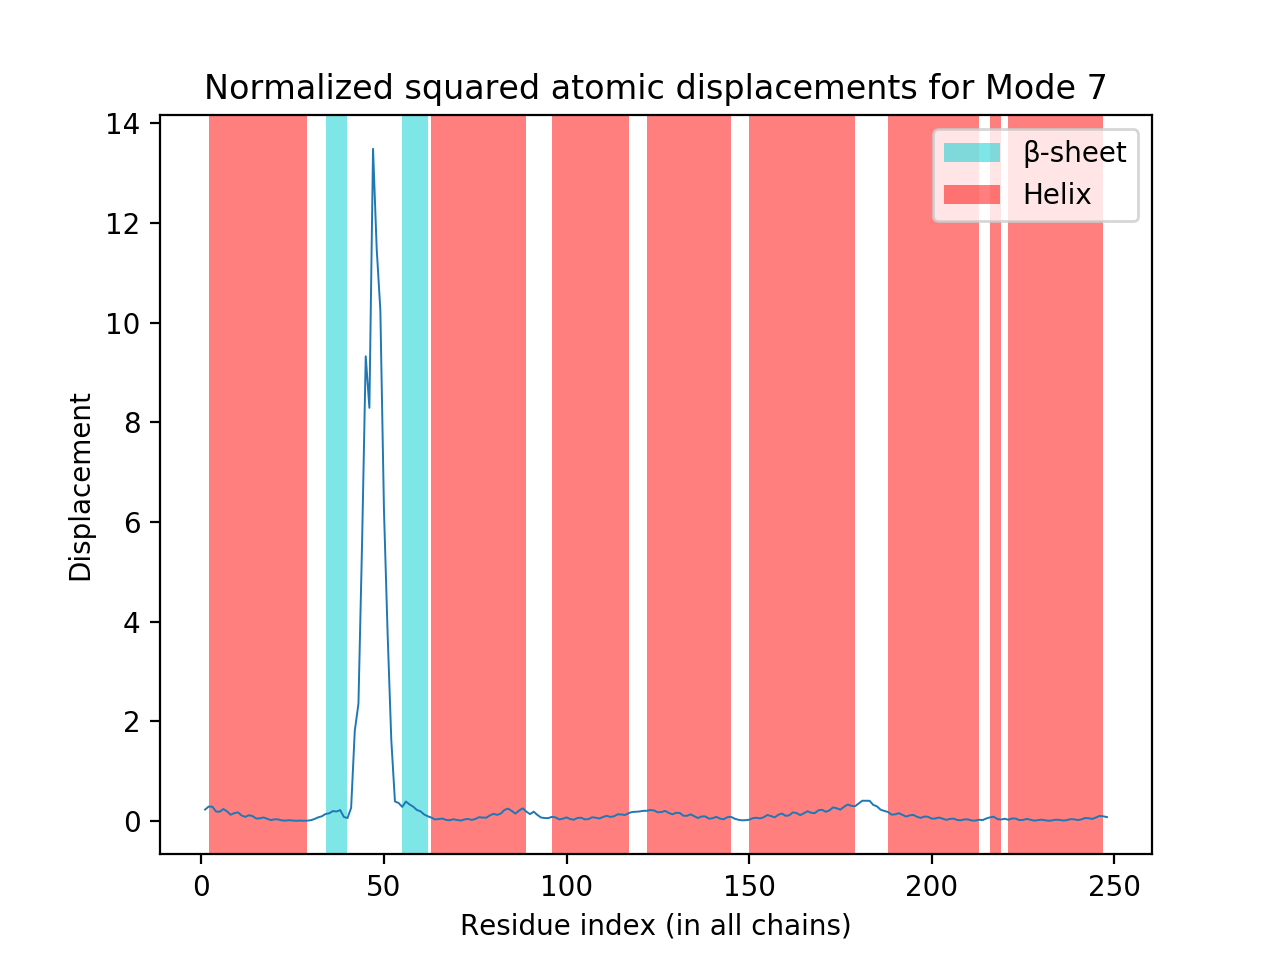 Normalized squared atomic displacements for Mode 7
14
12
10
8
6
4
2
0
Displacement
β-sheet
Helix
0 50 100 150 200 250
Residue index (in all chains)